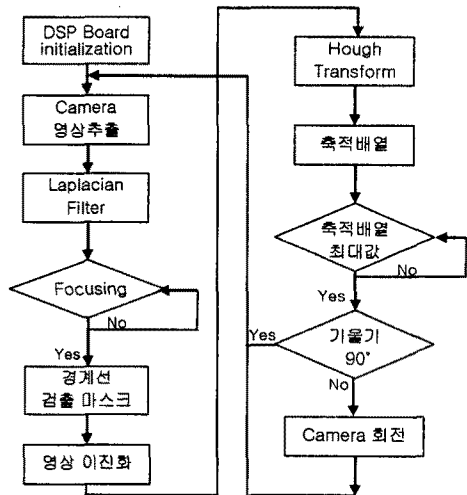 DSP Board
initialization
Camera
영상추출
Laplacian
Filter
Focusing
No
Yes
경계선
검출 마스크
영상 이진화
Hough
Transform
축적배열
축적배열
최대값
No
Yes
기울기
90°
Yes
No
Camera 회전